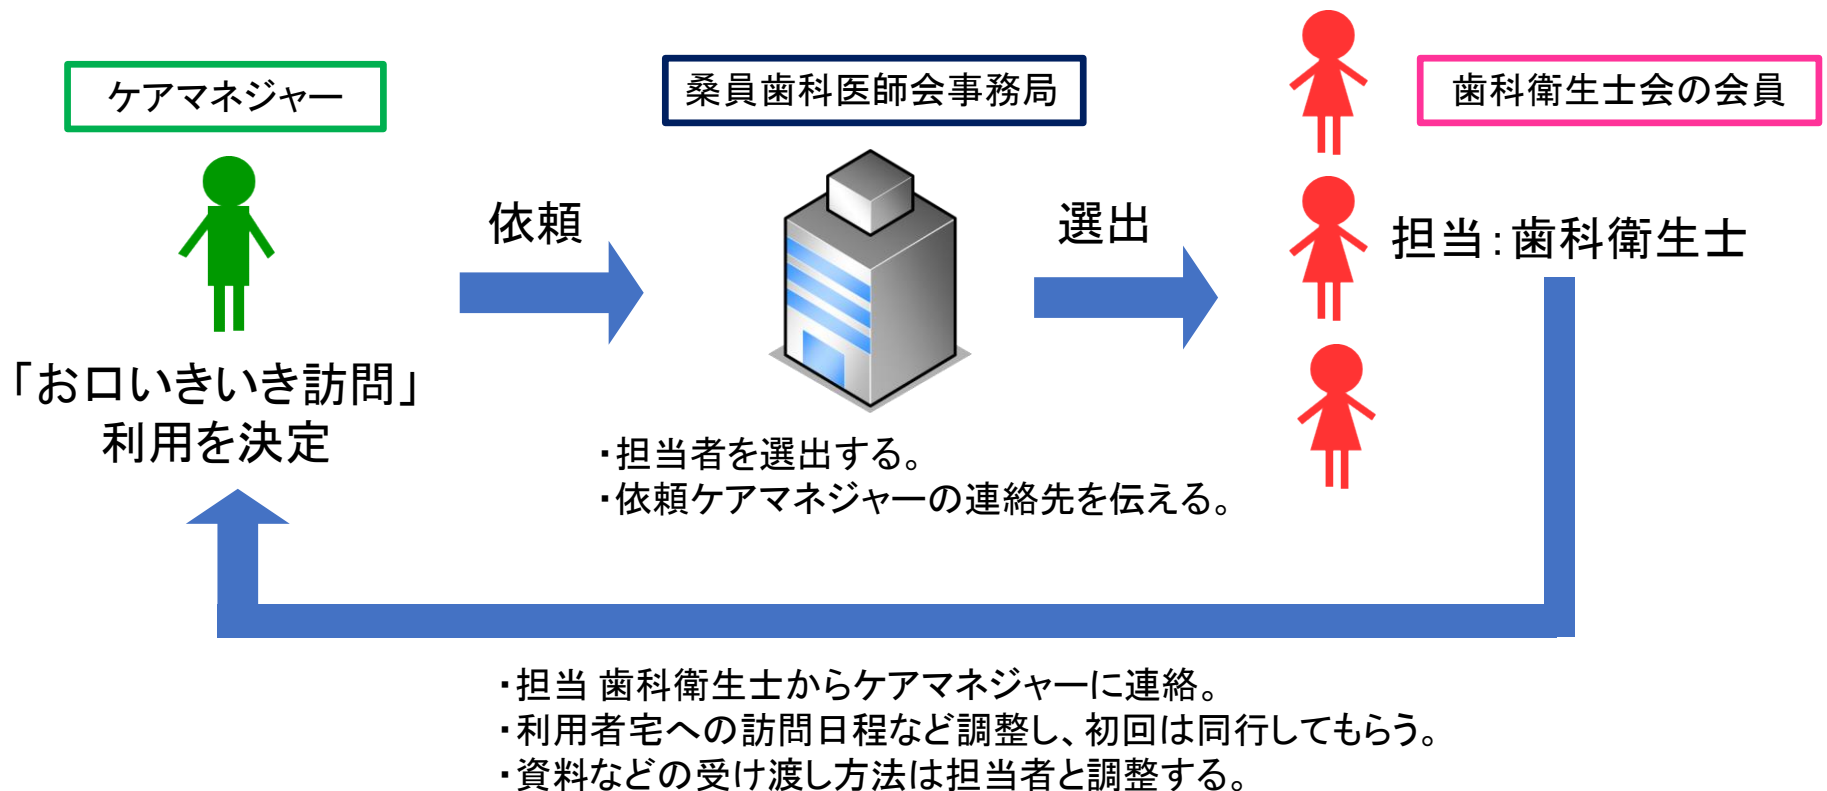 ケアマネジャー
桑員歯科医師会事務局
歯科衛生士会の会員
依頼
選出
担当：歯科衛生士
「お口いきいき訪問」
利用を決定
・担当者を選出する。
・依頼ケアマネジャーの連絡先を伝える。
・担当 歯科衛生士からケアマネジャーに連絡。
・利用者宅への訪問日程など調整し、初回は同行してもらう。
・資料などの受け渡し方法は担当者と調整する。